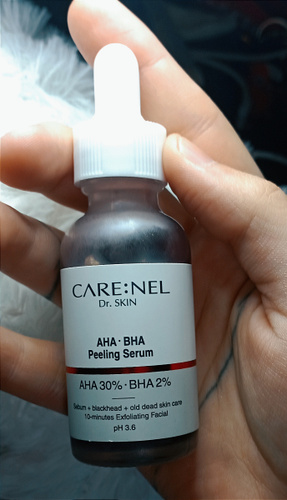 CARE:NEL
Dr. SKIN
AHA · BHA
Peeling Serum
AHA 30% · BHA 2%
Sebum + blackhead + old dead skin care
10-minutes Exfoliating Facial
pH 3.6